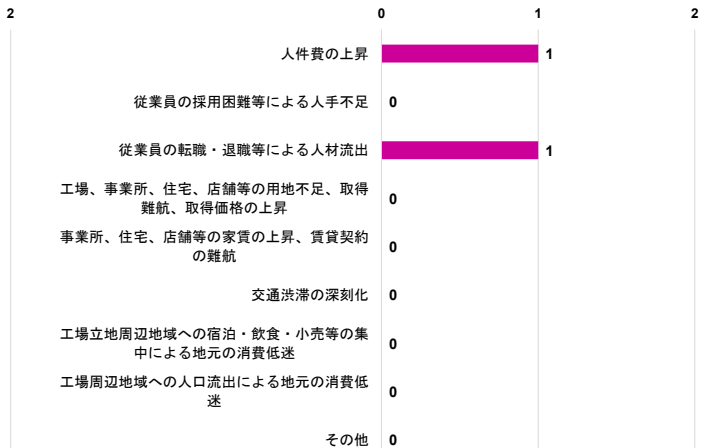 2 0 1 2
人件費の上昇 1
従業員の採用困難等による人手不足 0
従業員の転職・退職等による人材流出 1
工場、事業所、住宅、店舗等の用地不足、取得
難航、取得価格の上昇 0
事業所、住宅、店舗等の家賃の上昇、賃貸契約
の難航 0
交通渋滞の深刻化 0
工場立地周辺地域への宿泊・飲食・小売等の集
中による地元の消費低迷 0
工場周辺地域への人口流出による地元の消費低
迷 0
その他 0